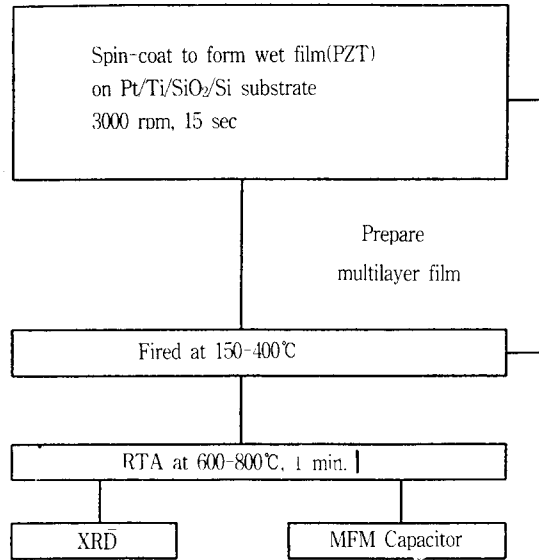 Spin-coat to form wet film(PZT)
on Pt/Ti/SiO₂/Si substrate
3000 rpm, 15 sec
Prepare
multilayer film
Fired at 150-400℃
RTA at 600-800℃, 1 min.
XRD
MFM Capacitor